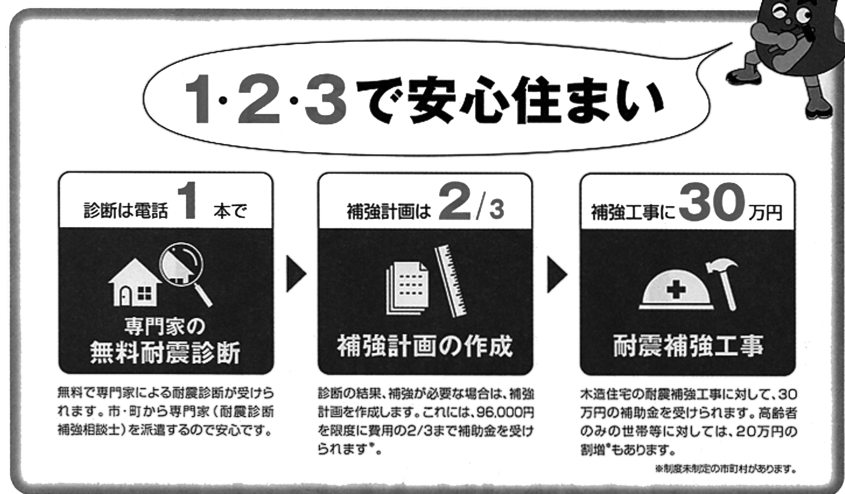 1・2・3で安心住まい
診断は電話1本で
専門家の
無料耐震診断
無料で専門家による耐震診断が受けら
れます。市・町から専門家(耐震診断
補強相談士)を派遣するので安心です。
補強計画は2/3
補強計画の作成
診断の結果、補強が必要な場合は、補強
計画を作成します。これには、96,000円
を限度に費用の2/3まで補助金を受け
られます*。
補強工事に30万円
耐震補強工事
木造住宅の耐震補強工事に対して、30
万円の補助金を受けられます。高齢者
のみの世帯等に対しては、20万円の
割増*もあります。
※制度未制定の市町村があります。